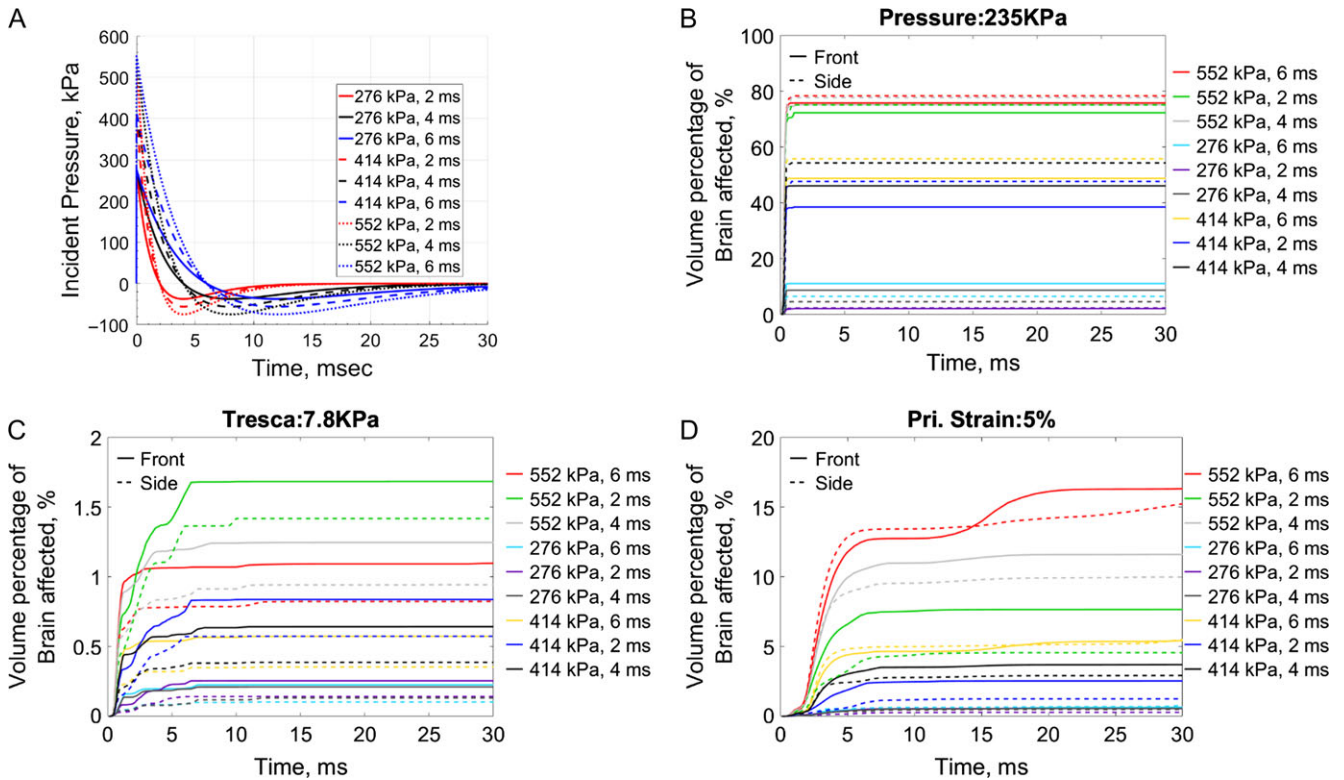 A
Incident Pressure, kPa
600
500
400
300
200
100
0
−100
0
5
10
15
20
25
30
Time, msec
276 kPa, 2 ms
276 kPa, 4 ms
276 kPa, 6 ms
414 kPa, 2 ms
414 kPa, 4 ms
414 kPa, 6 ms
552 kPa, 2 ms
552 kPa, 4 ms
552 kPa, 6 ms
B
Pressure:235KPa
Volume percentage of
Brain affected, %
100
80
60
40
20
0
0
5
10
15
20
25
30
Time, ms
Front
Side
552 kPa, 6 ms
552 kPa, 2 ms
552 kPa, 4 ms
276 kPa, 6 ms
276 kPa, 2 ms
276 kPa, 4 ms
414 kPa, 6 ms
414 kPa, 2 ms
414 kPa, 4 ms
C
Tresca:7.8KPa
Volume percentage of
Brain affected, %
2
1.5
1
0.5
0
0
5
10
15
20
25
30
Time, ms
Front
Side
552 kPa, 6 ms
552 kPa, 2 ms
552 kPa, 4 ms
276 kPa, 6 ms
276 kPa, 2 ms
276 kPa, 4 ms
414 kPa, 6 ms
414 kPa, 2 ms
414 kPa, 4 ms
D
Pri. Strain:5%
Volume percentage of
Brain affected, %
20
15
10
5
0
0
5
10
15
20
25
30
Time, ms
Front
Side
552 kPa, 6 ms
552 kPa, 2 ms
552 kPa, 4 ms
276 kPa, 6 ms
276 kPa, 2 ms
276 kPa, 4 ms
414 kPa, 6 ms
414 kPa, 2 ms
414 kPa, 4 ms